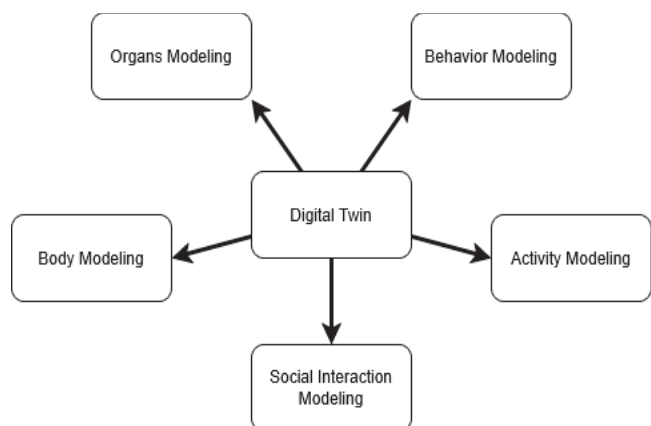 Organs Modeling
Behavior Modeling
Digital Twin
Body Modeling
Activity Modeling
Social Interaction
Modeling